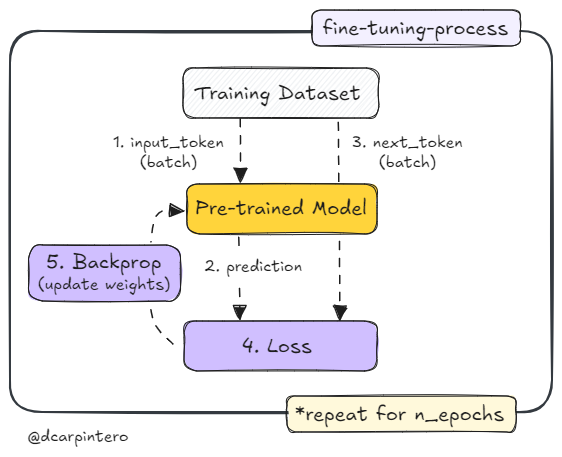 fine-tuning-process
Training Dataset
1. input_token
(batch)
3. next_token
(batch)
Pre-trained Model
5. Backprop
(update weights)
2. prediction
4. Loss
*repeat for n_epochs
@dcarpintero